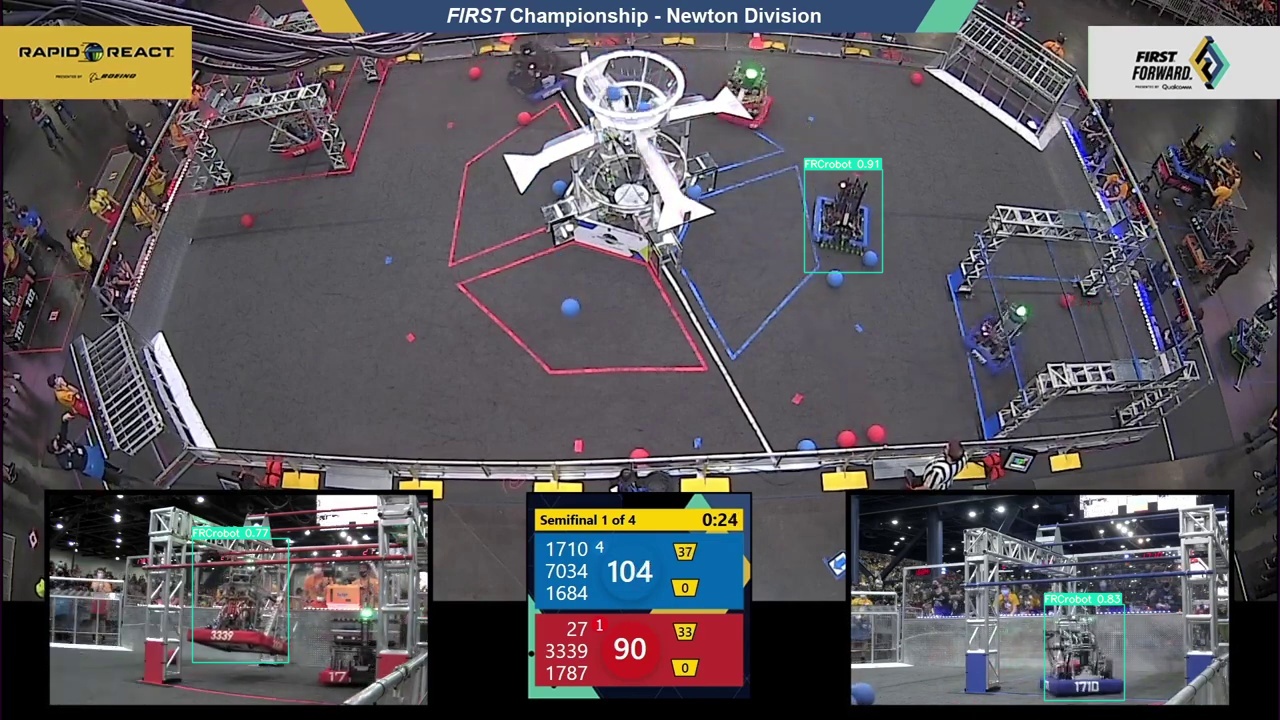 FIRST Championship - Newton Division
RAPID REACT
PRESENTED BY BOEING
FIRST
FORWARD
PRESENTED BY Qualcomm
FRCrobot 0.91
FRCrobot 0.77
3339
17
FRCrobot 0.83
1710
Semifinal 1 of 4 0:24
1710 4
7034
1684
104
37
0
27 1
3339
1787
90
33
0